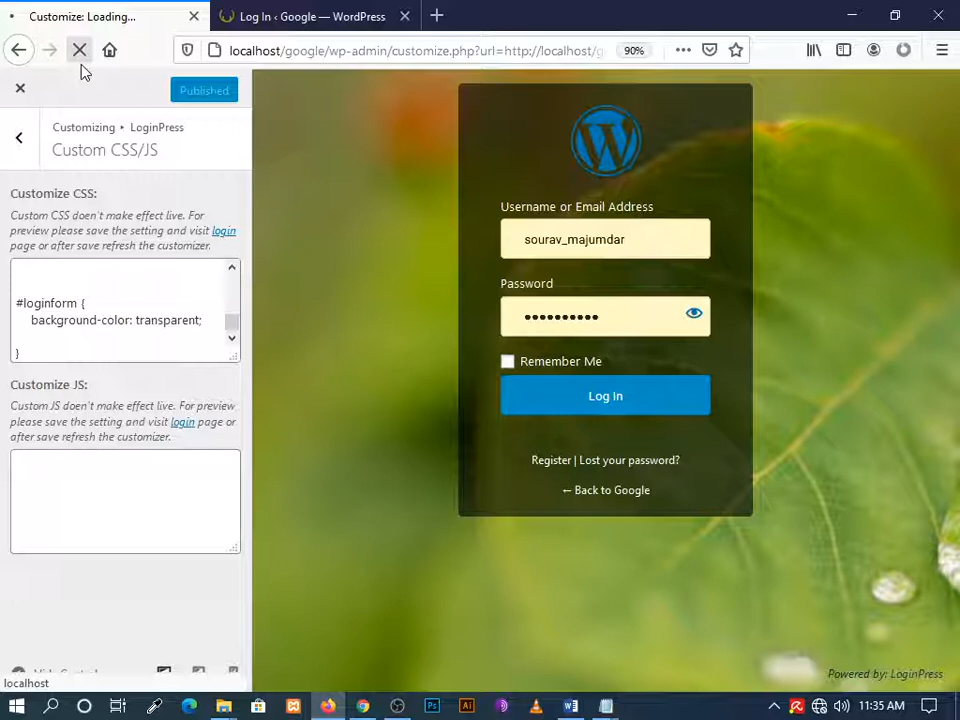 Customize: Loading...
Log In ‹ Google — WordPress
localhost/google/wp-admin/customize.php?url=http://localhost/g
90%
Published
Customizing ▸ LoginPress
Custom CSS/JS
Customize CSS:
Custom CSS doen't make effect live. For
preview please save the setting and visit login
page or after save refresh the customizer.
#loginform {
background-color: transparent;
}
Customize JS:
Custom JS doen't make effect live. For preview
please save the setting and visit login page or
after save refresh the customizer.
localhost
Username or Email Address
sourav_majumdar
Password
Remember Me
Log In
Register | Lost your password?
← Back to Google
Powered by: LoginPress
11:35 AM